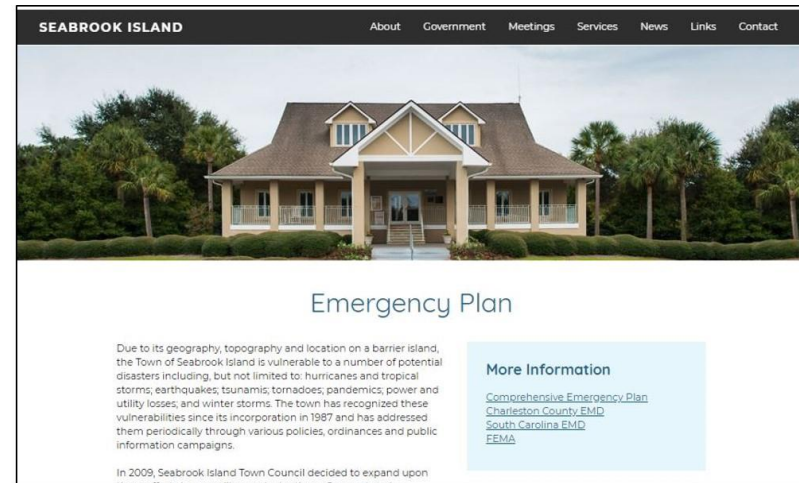 SEABROOK ISLAND
About Government Meetings Services News Links Contact
Emergency Plan
Due to its geography, topography and location on a barrier island,
the Town of Seabrook Island is vulnerable to a number of potential
disasters including, but not limited to: hurricanes and tropical
storms; earthquakes; tsunamis; tornadoes; pandemics; power and
utility losses; and winter storms. The town has recognized these
vulnerabilities since its incorporation in 1987 and has addressed
them periodically through various policies, ordinances and public
information campaigns.
In 2009, Seabrook Island Town Council decided to expand upon
More Information
Comprehensive Emergency Plan
Charleston County EMD
South Carolina EMD
FEMA